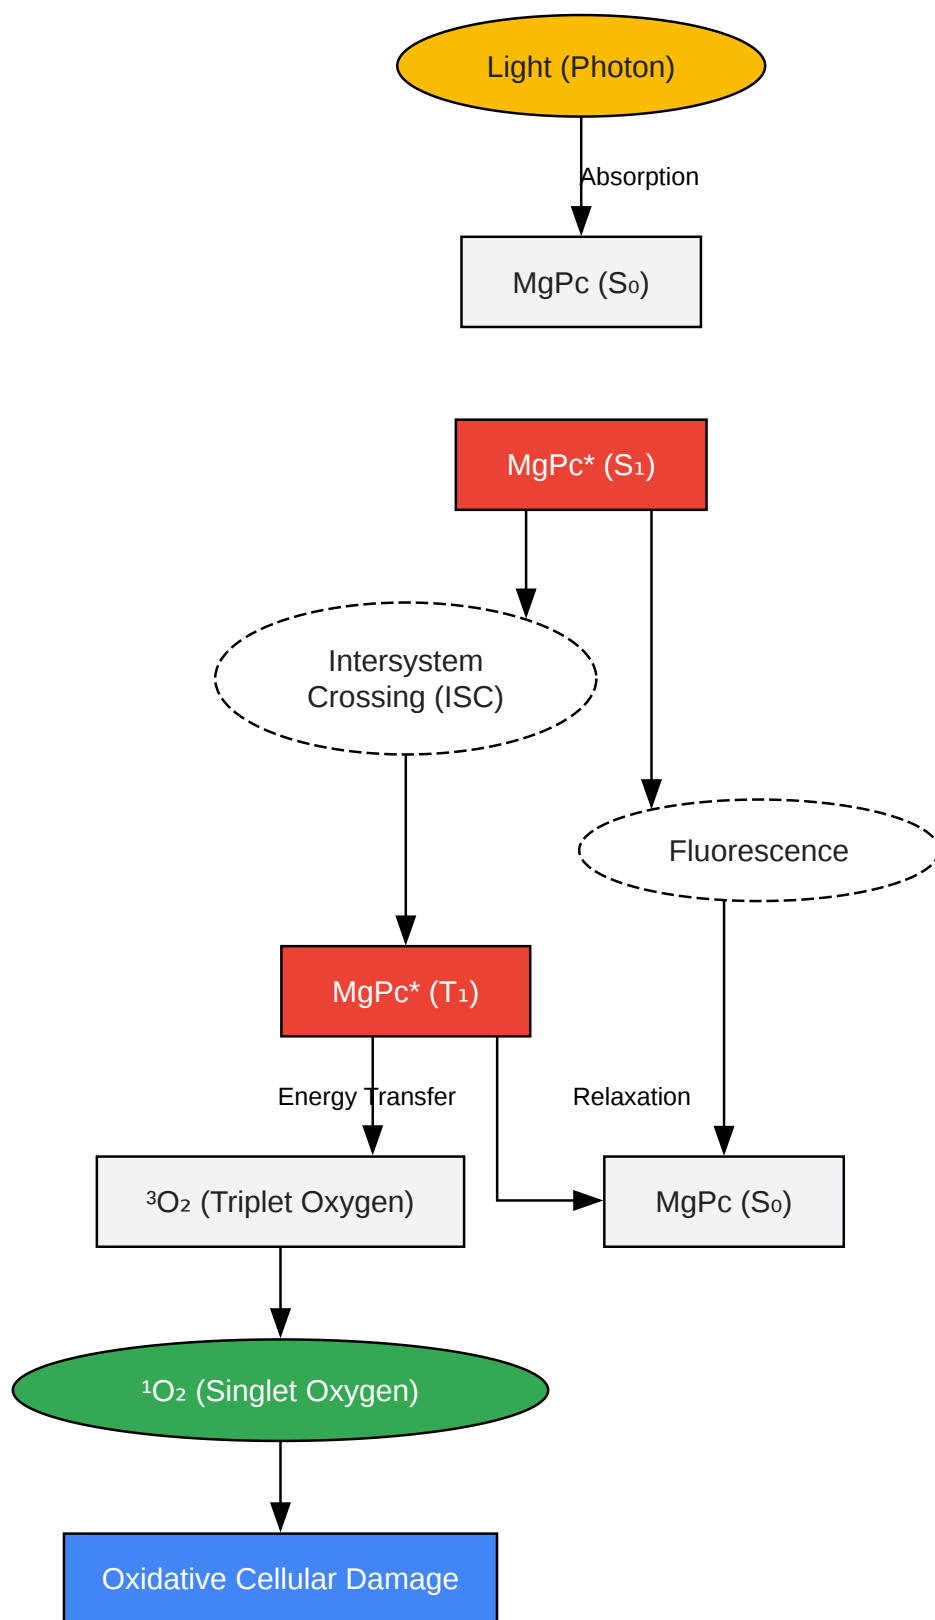 Light (Photon)
Absorption
MgPc (S₀)
MgPc* (S₁)
Intersystem
Crossing (ISC)
Fluorescence
MgPc* (T₁)
Energy Transfer
Relaxation
³O₂ (Triplet Oxygen)
MgPc (S₀)
¹O₂ (Singlet Oxygen)
Oxidative Cellular Damage